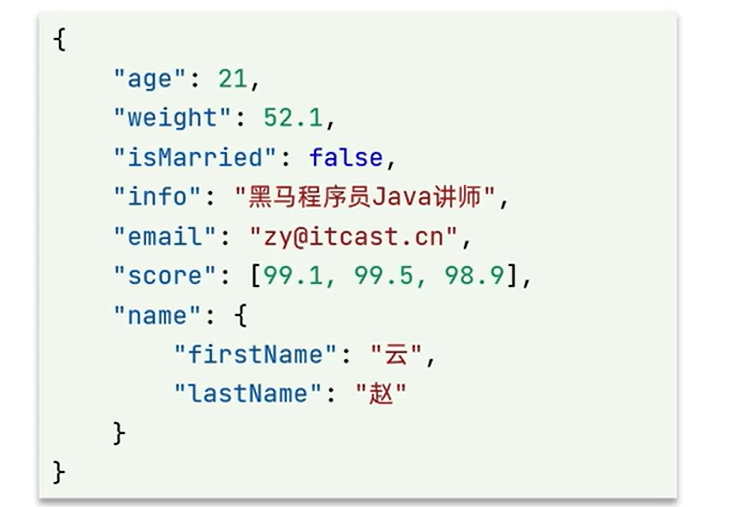 {
    "age": 21,
    "weight": 52.1,
    "isMarried": false,
    "info": "黑马程序员Java讲师",
    "email": "zy@itcast.cn",
    "score": [99.1, 99.5, 98.9],
    "name": {
        "firstName": "云",
        "lastName": "赵"
    }
}